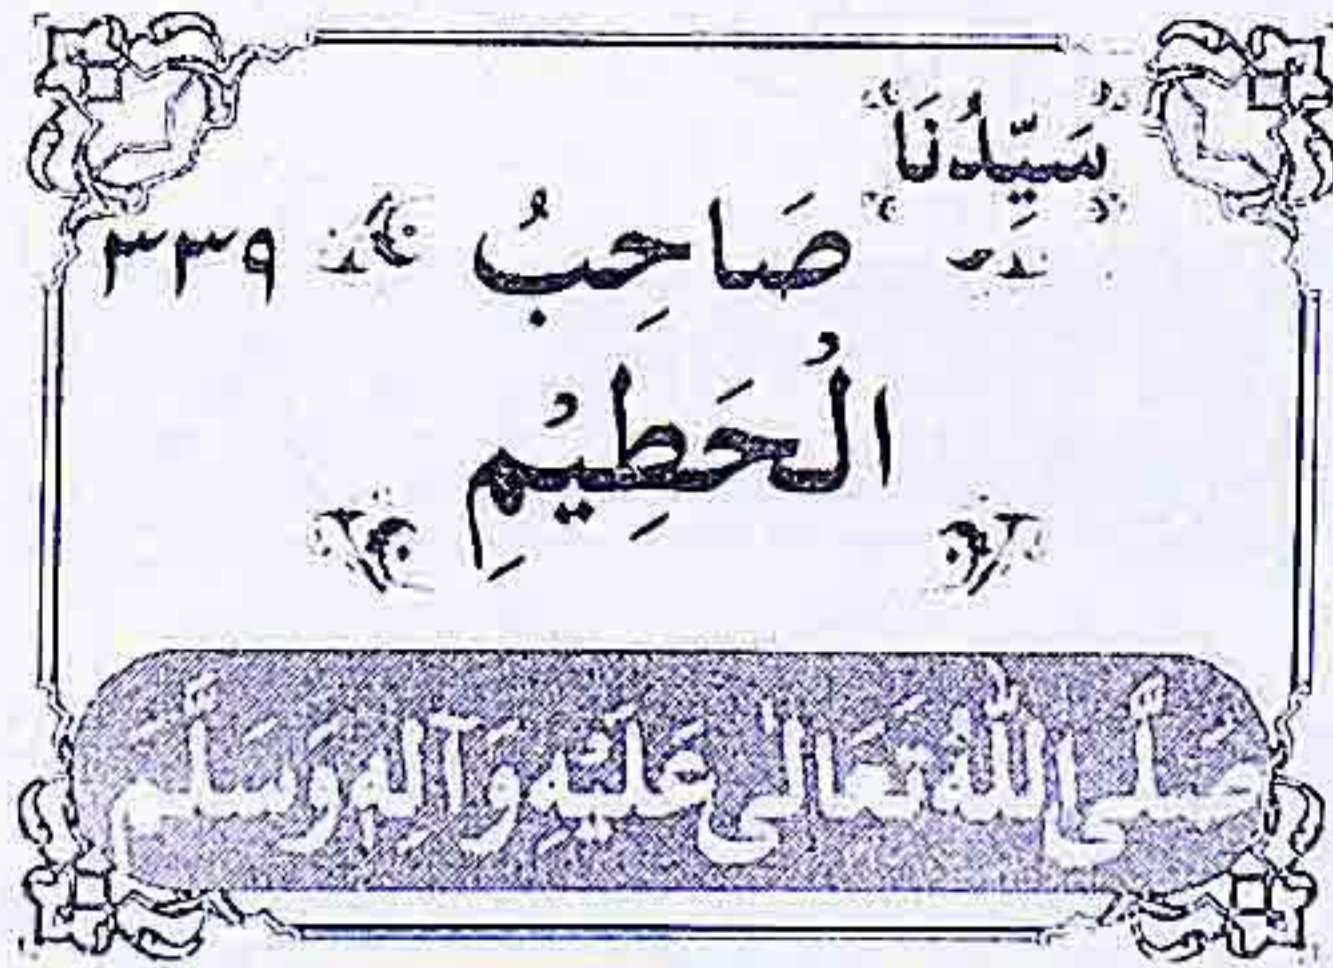 سَيِّدُنَا
صَاحِبُ ٣٣٩
الْحَطِيْمِ
صَلَّى اللّٰهُ تَعَالٰى عَلَيْهِ وَآلِهٖ وَسَلَّمَ